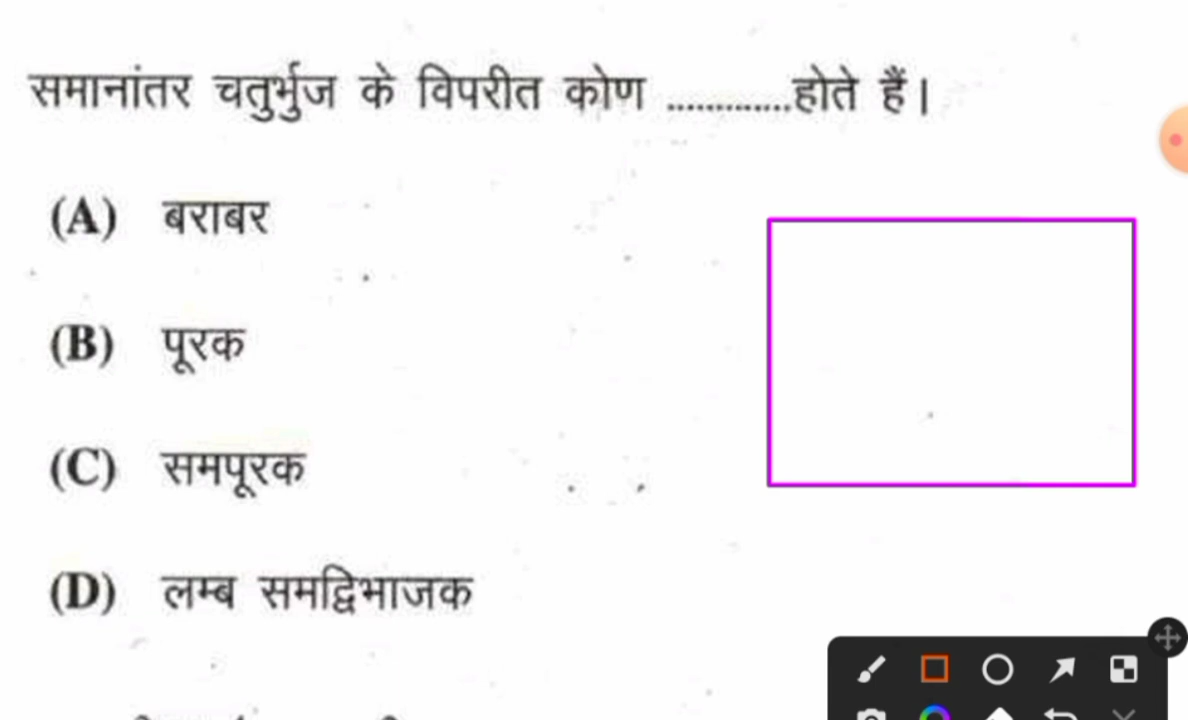 समानांतर चतुर्भुज के विपरीत कोण .............होते हैं।
(A) बराबर
(B) पूरक
(C) समपूरक
(D) लम्ब समद्विभाजक